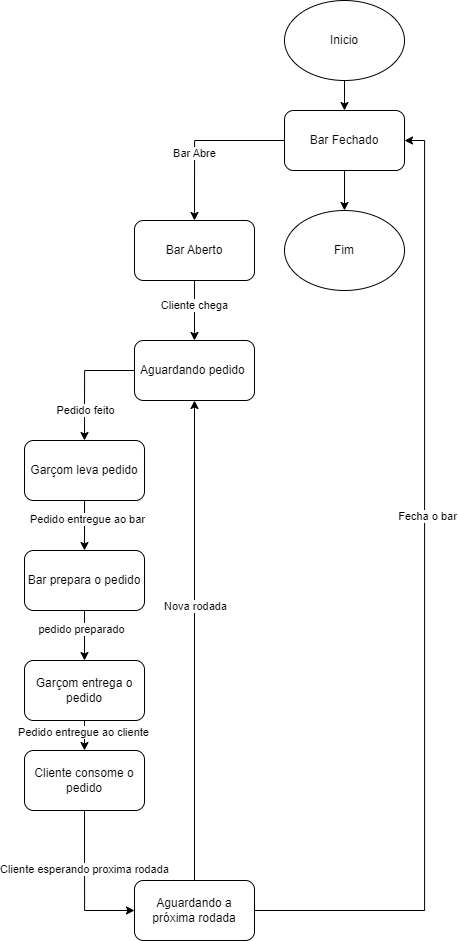 Inicio
Bar Fechado
Bar Abre
Bar Aberto
Fim
Cliente chega
Aguardando pedido
Pedido feito
Garçom leva pedido
Pedido entregue ao bar
Fecha o bar
Bar prepara o pedido
Nova rodada
pedido preparado
Garçom entrega o
pedido
Pedido entregue ao cliente
Cliente consome o
pedido
Cliente esperando proxima rodada
Aguardando a
próxima rodada